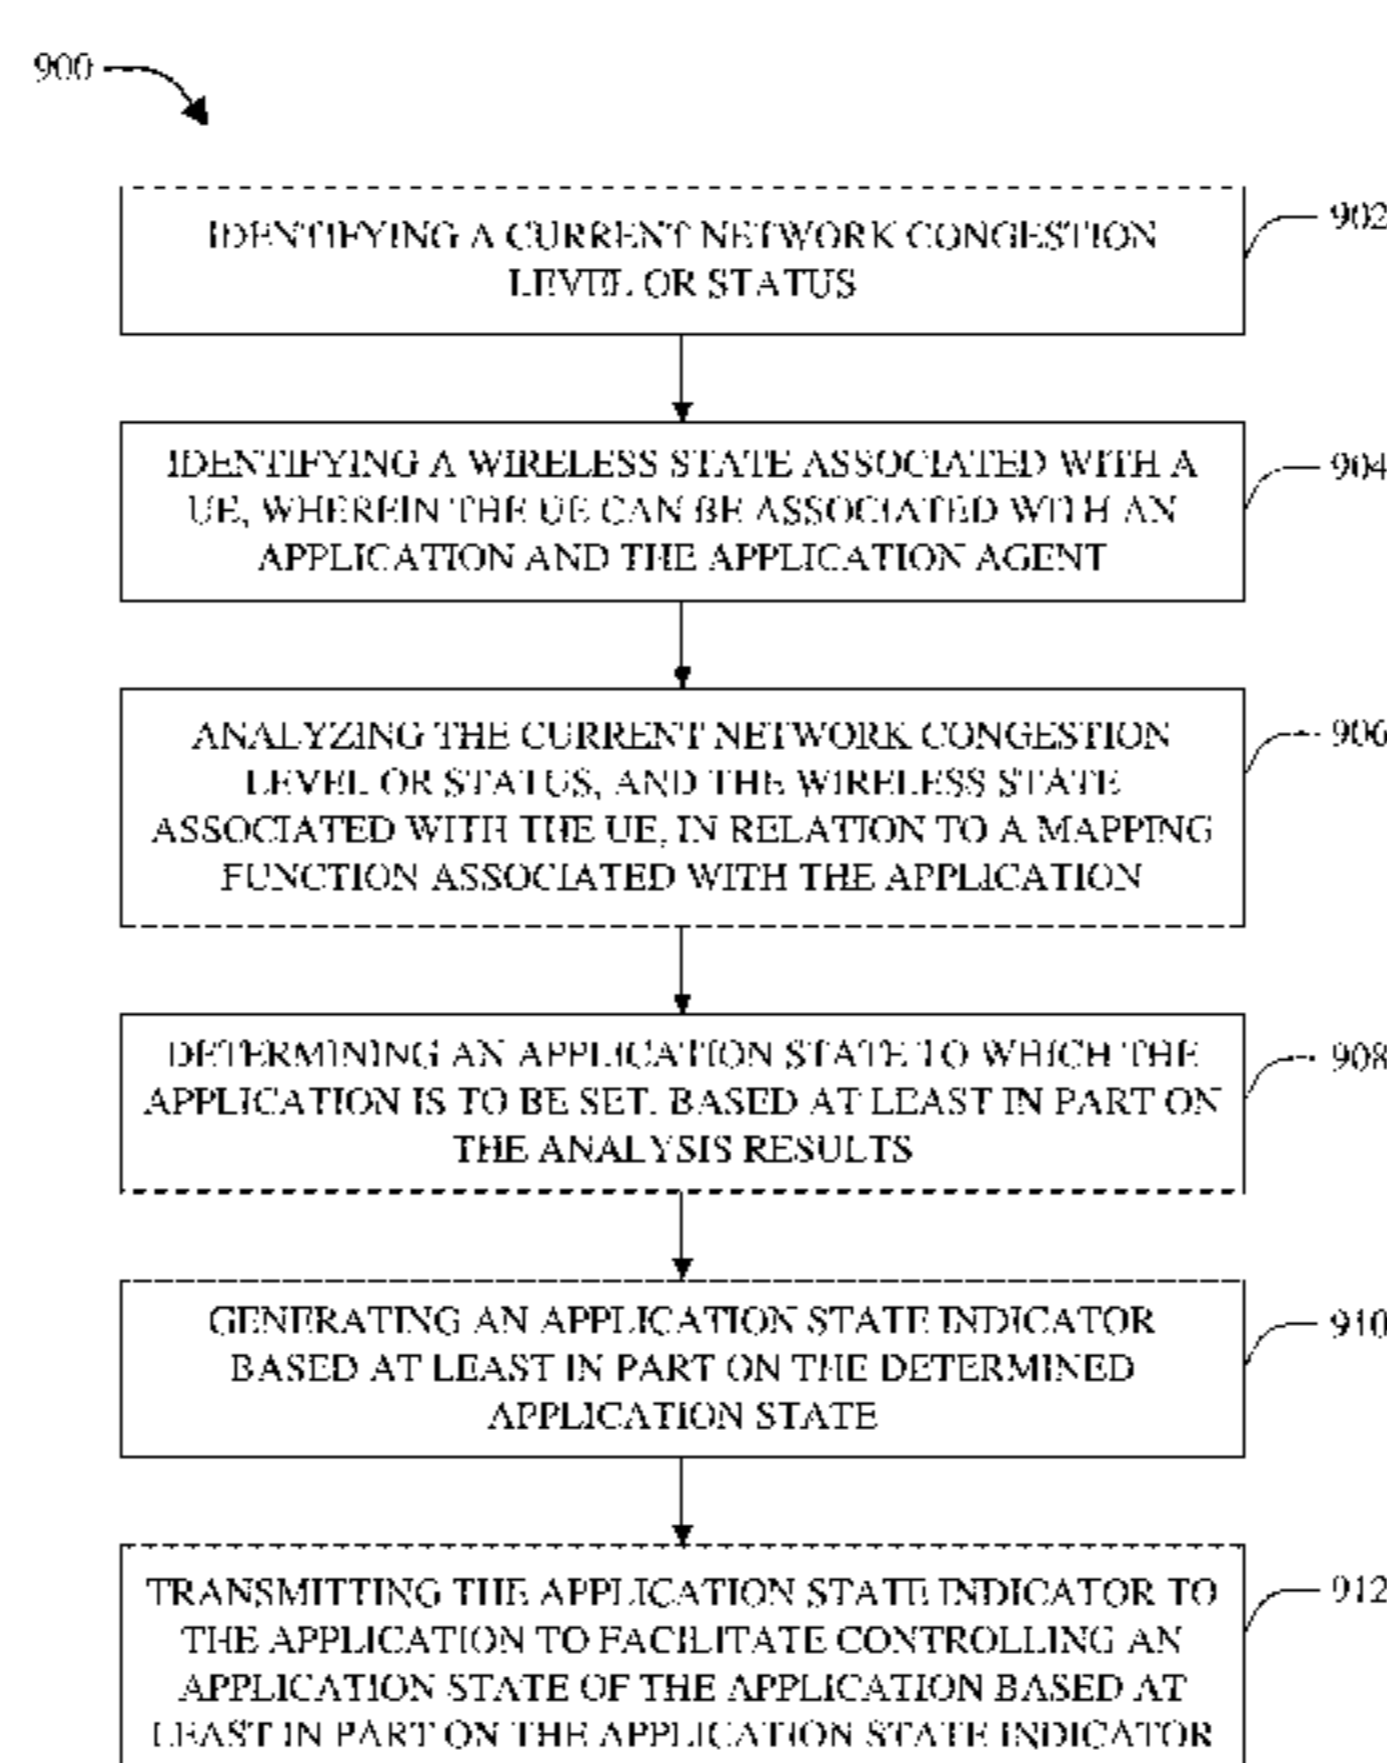 900
IDENTIFYING A CURRENT NETWORK CONGESTION
LEVEL OR STATUS
902
IDENTIFYING A WIRELESS STATE ASSOCIATED WITH A
UE, WHEREIN THE UE CAN BE ASSOCIATED WITH AN
APPLICATION AND THE APPLICATION AGENT
904
ANALYZING THE CURRENT NETWORK CONGESTION
LEVEL OR STATUS, AND THE WIRELESS STATE
ASSOCIATED WITH THE UE, IN RELATION TO A MAPPING
FUNCTION ASSOCIATED WITH THE APPLICATION
906
DETERMINING AN APPLICATION STATE TO WHICH THE
APPLICATION IS TO BE SET, BASED AT LEAST IN PART ON
THE ANALYSIS RESULTS
908
GENERATING AN APPLICATION STATE INDICATOR
BASED AT LEAST IN PART ON THE DETERMINED
APPLICATION STATE
910
TRANSMITTING THE APPLICATION STATE INDICATOR TO
THE APPLICATION TO FACILITATE CONTROLLING AN
APPLICATION STATE OF THE APPLICATION BASED AT
LEAST IN PART ON THE APPLICATION STATE INDICATOR
912